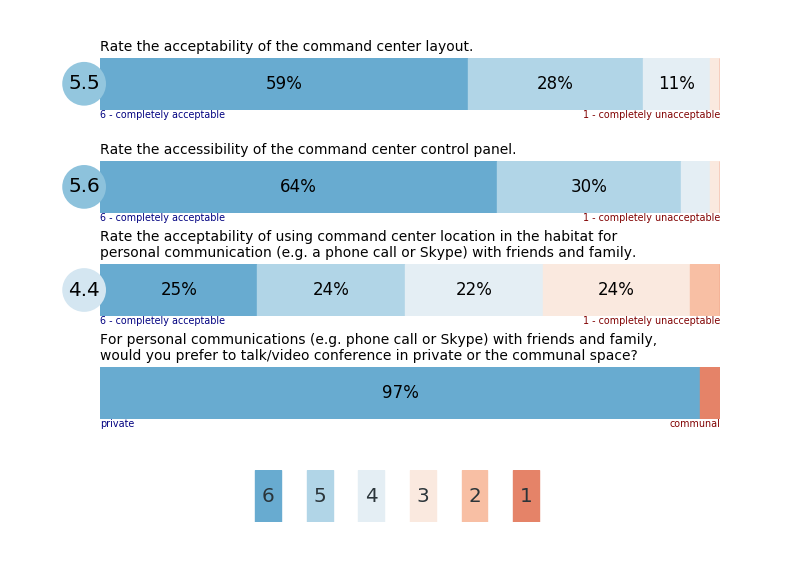 Rate the acceptability of the command center layout.
5.5 59% 28% 11%
6 - completely acceptable 1 - completely unacceptable
Rate the accessibility of the command center control panel.
5.6 64% 30%
6 - completely acceptable 1 - completely unacceptable
Rate the acceptability of using command center location in the habitat for
personal communication (e.g. a phone call or Skype) with friends and family.
4.4 25% 24% 22% 24%
6 - completely acceptable 1 - completely unacceptable
For personal communications (e.g. phone call or Skype) with friends and family,
would you prefer to talk/video conference in private or the communal space?
97%
private communal
6 5 4 3 2 1